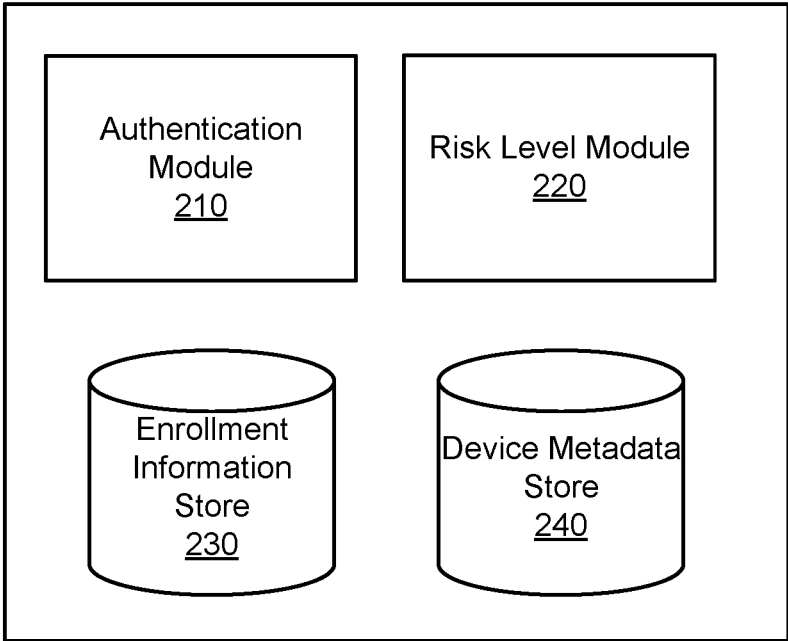 Authentication
Module
210
Risk Level Module
220
Enrollment
Information
Store
230
Device Metadata
Store
240